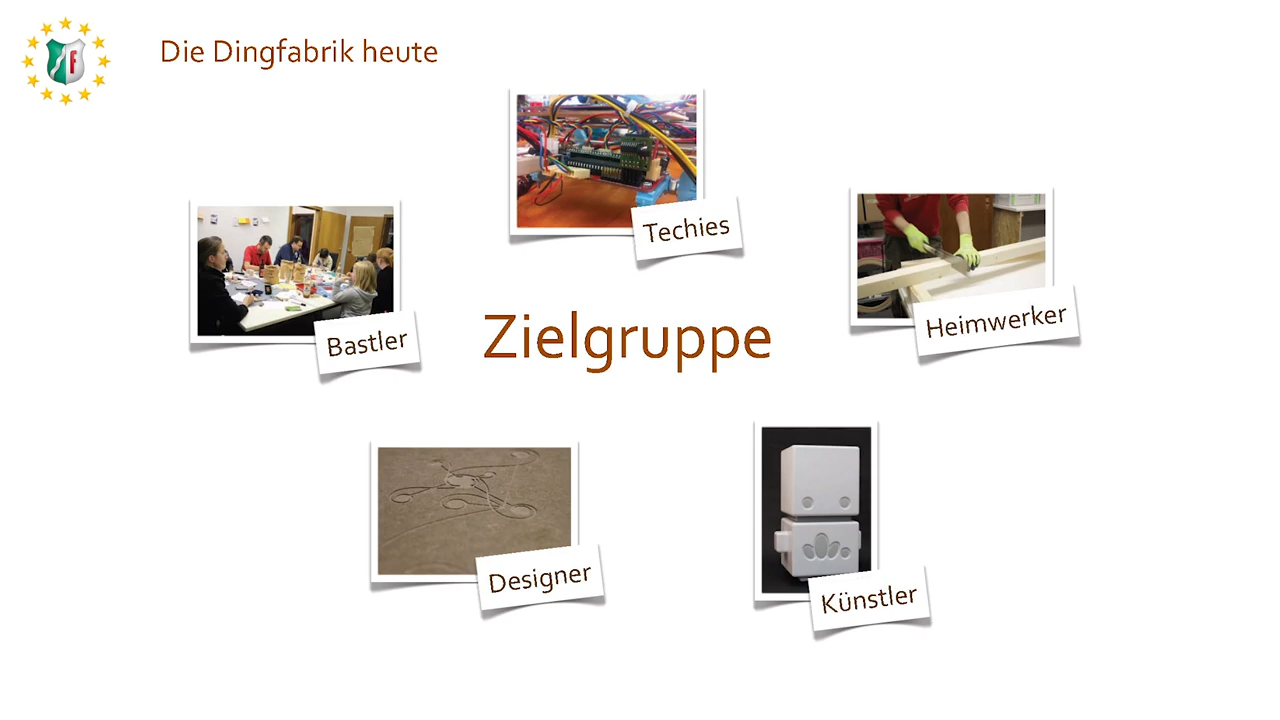 Die Dingfabrik heute
Techies
Bastler
Heimwerker
Zielgruppe
Designer
Künstler